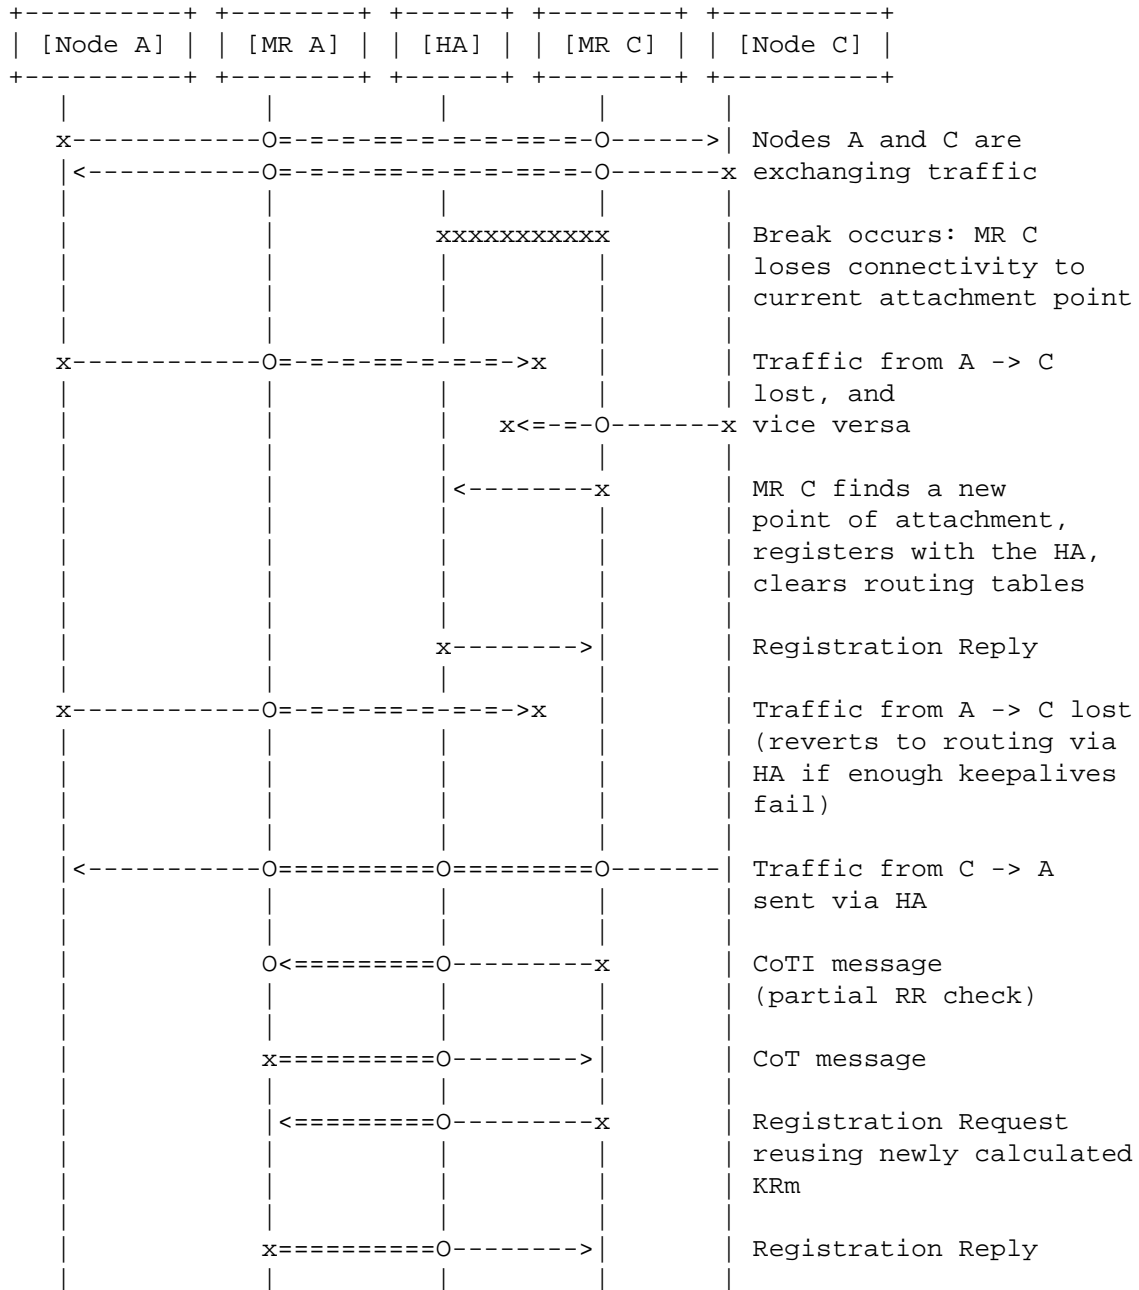 +----------+ +--------+ +------+ +--------+ +----------+
| [Node A] | | [MR A] | | [HA] | | [MR C] | | [Node C] |
+----------+ +--------+ +------+ +--------+ +----------+
   |            |          |         |       |
   x------------O=-=-=-==-=-=-==-=-O------>| Nodes A and C are
   |<-----------O=-=-=-==-=-=-==-=-O-------x exchanging traffic
   |            |          |         |       |
   |            |          xxxxxxxxxxx       | Break occurs: MR C
   |            |          |         |       | loses connectivity to
   |            |          |         |       | current attachment point
   |            |          |         |       |
   x------------O=-=-=-==-=-=-=->x   |       | Traffic from A -> C
   |            |          |         |       | lost, and
   |            |          |   x<=-=-O-------x vice versa
   |            |          |         |       |
   |            |          |<--------x       | MR C finds a new
   |            |          |         |       | point of attachment,
   |            |          |         |       | registers with the HA,
   |            |          |         |       | clears routing tables
   |            |          |         |       |
   |            |          x-------->|       | Registration Reply
   |            |          |         |       |
   x------------O=-=-=-==-=-=-=->x   |       | Traffic from A -> C lost
   |            |          |         |       | (reverts to routing via
   |            |          |         |       | HA if enough keepalives
   |            |          |         |       | fail)
   |            |          |         |       |
   |<-----------O==========O=========O-------| Traffic from C -> A
   |            |          |         |       | sent via HA
   |            |          |         |       |
   |            O<=========O---------x       | CoTI message
   |            |          |         |       | (partial RR check)
   |            |          |         |       |
   |            x==========O-------->|       | CoT message
   |            |          |         |       |
   |            |<=========O---------x       | Registration Request
   |            |          |         |       | reusing newly calculated
   |            |          |         |       | KRm
   |            |          |         |       |
   |            x==========O-------->|       | Registration Reply
   |            |          |         |       |